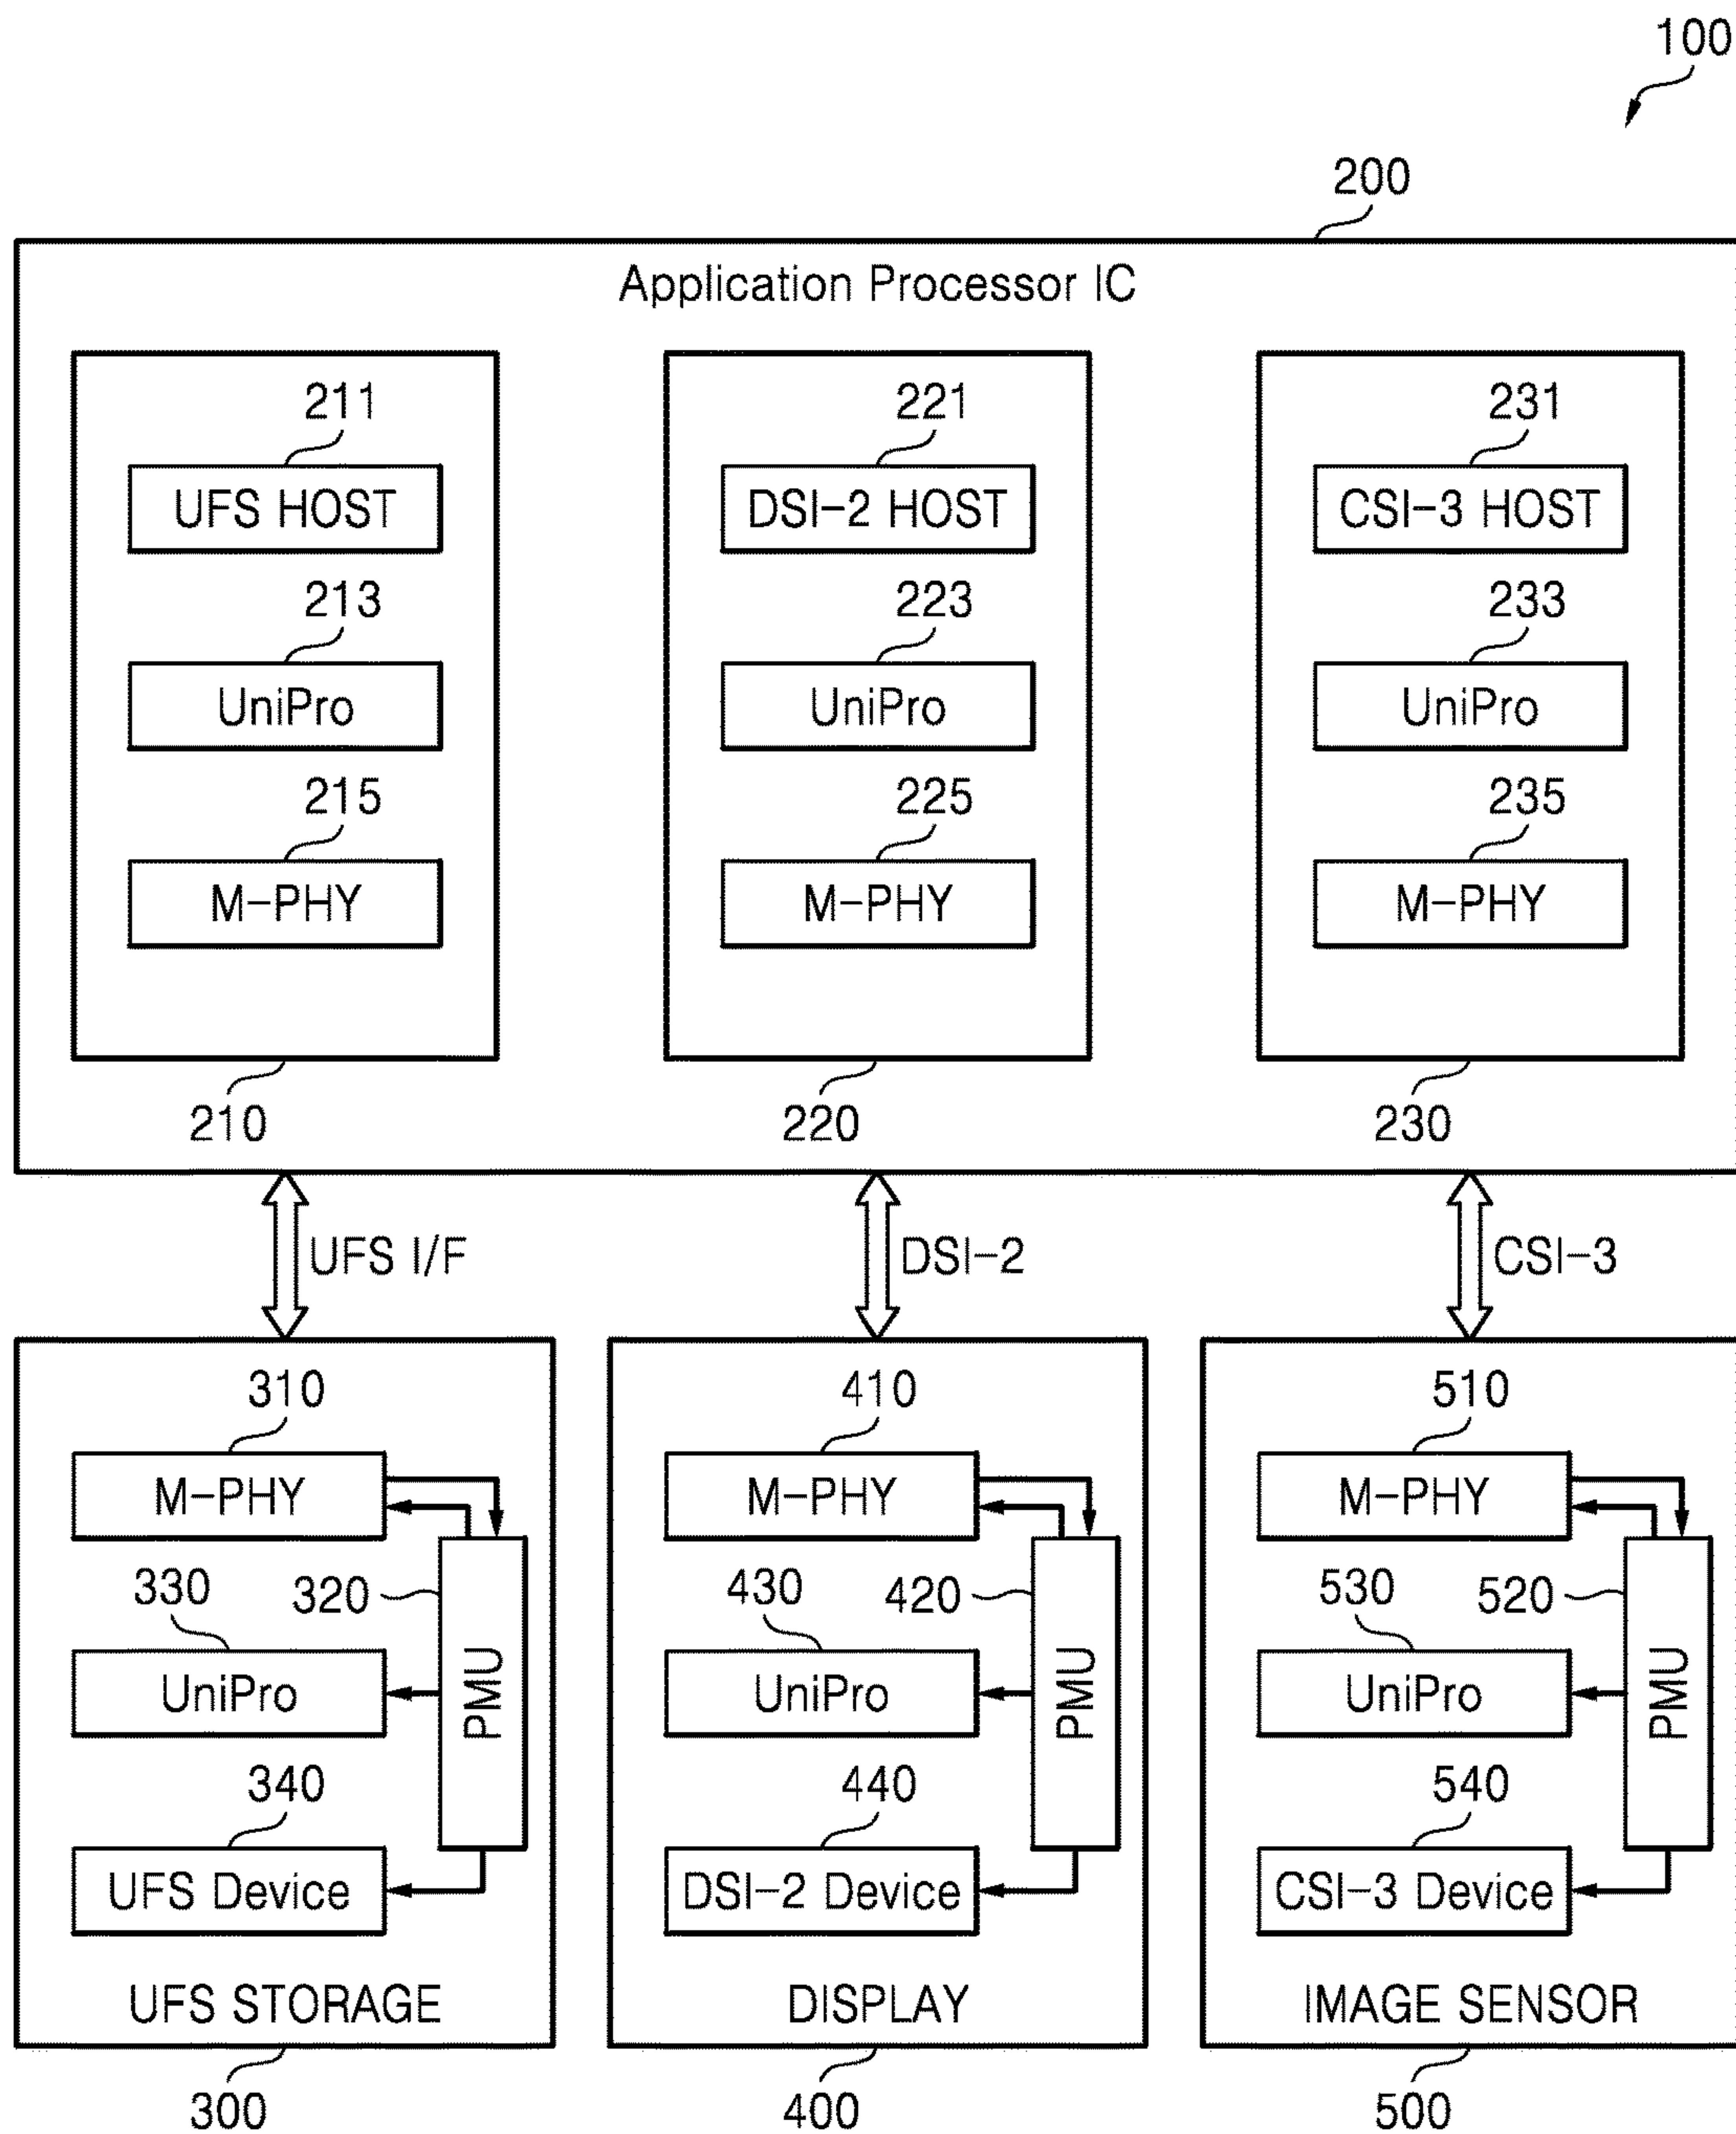 100
200
Application Processor IC
211 221 231
UFS HOST DSI-2 HOST CSI-3 HOST
213 223 233
UniPro UniPro UniPro
215 225 235
M-PHY M-PHY M-PHY
210 220 230
UFS I/F DSI-2 CSI-3
310 410 510
M-PHY M-PHY M-PHY
330 320 430 420 530 520
UniPro PMU UniPro PMU UniPro PMU
340 440 540
UFS Device DSI-2 Device CSI-3 Device
UFS STORAGE DISPLAY IMAGE SENSOR
300 400 500